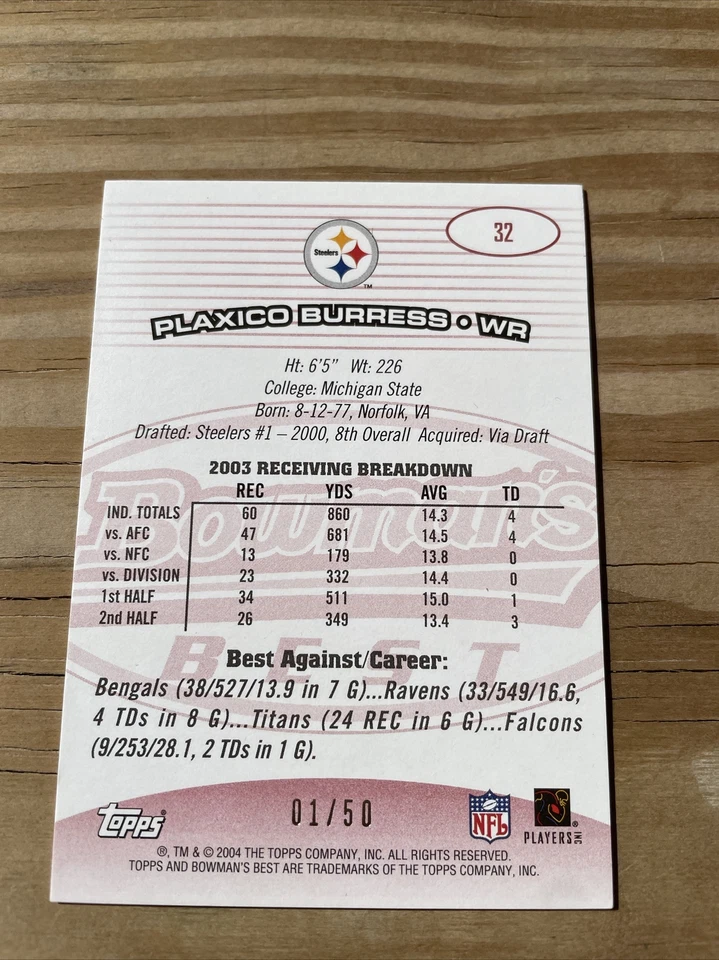 32
Steelers
TM
PLAXICO BURRESS • WR
Ht: 6'5" Wt: 226
College: Michigan State
Born: 8-12-77, Norfolk, VA
Drafted: Steelers #1 – 2000, 8th Overall Acquired: Via Draft
2003 RECEIVING BREAKDOWN
REC YDS AVG TD
IND. TOTALS 60 860 14.3 4
vs. AFC 47 681 14.5 4
vs. NFC 13 179 13.8 0
vs. DIVISION 23 332 14.4 0
1st HALF 34 511 15.0 1
2nd HALF 26 349 13.4 3
Bowman's
BEST
Best Against/Career:
Bengals (38/527/13.9 in 7 G)...Ravens (33/549/16.6,
4 TDs in 8 G)...Titans (24 REC in 6 G)...Falcons
(9/253/28.1, 2 TDs in 1 G).
topps® 01/50 NFL PLAYERS INC ®
®, TM & © 2004 THE TOPPS COMPANY, INC. ALL RIGHTS RESERVED.
TOPPS AND BOWMAN'S BEST ARE TRADEMARKS OF THE TOPPS COMPANY, INC.